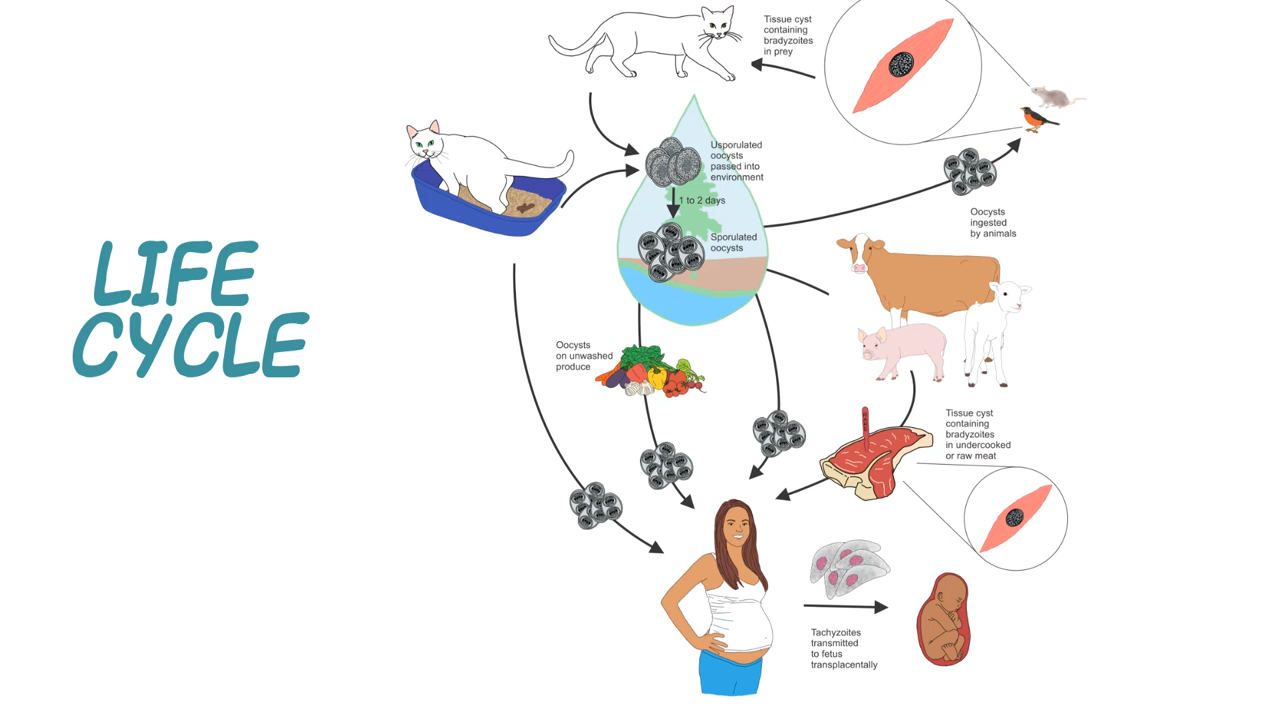 LIFE
CYCLE
Tissue cyst
containing
bradyzoites
in prey
Usporulated
oocysts
passed into
environment
1 to 2 days
Sporulated
oocysts
Oocysts
ingested
by animals
Oocysts
on unwashed
produce
Tissue cyst
containing
bradyzoites
in undercooked
or raw meat
Tachyzoites
transmitted
to fetus
transplacentally